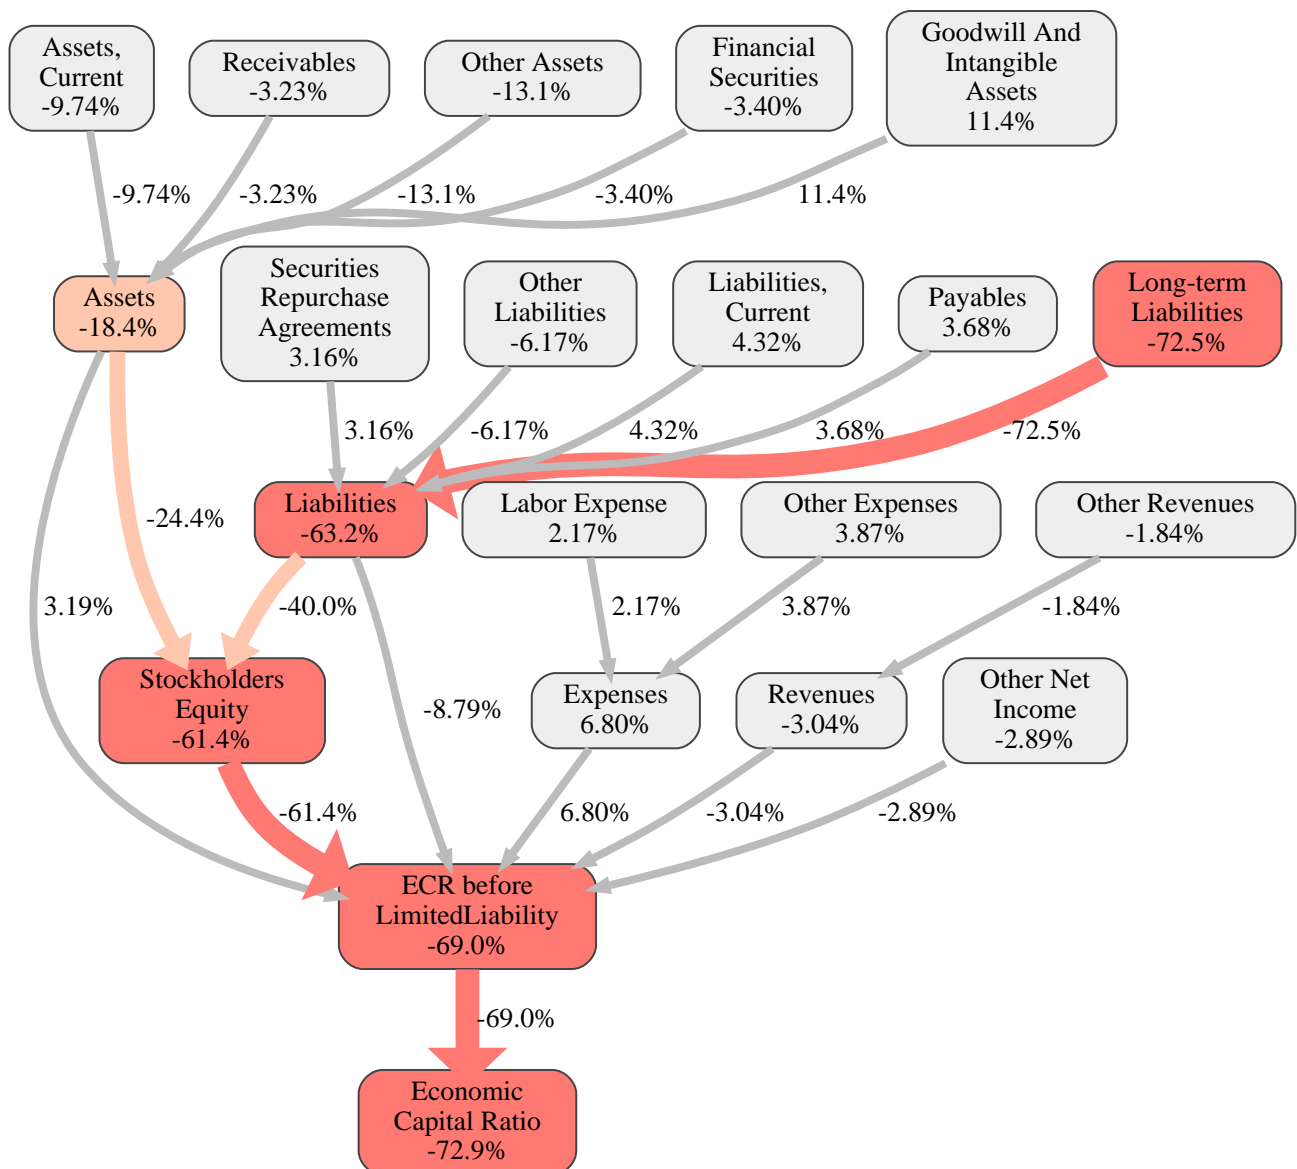 Assets,
Current
-9.74%
Receivables
-3.23%
Other Assets
-13.1%
Financial
Securities
-3.40%
Goodwill And
Intangible
Assets
11.4%
-9.74%
-3.23%
-13.1%
-3.40%
11.4%
Assets
-18.4%
Securities
Repurchase
Agreements
3.16%
Other
Liabilities
-6.17%
Liabilities,
Current
4.32%
Payables
3.68%
Long-term
Liabilities
-72.5%
3.16%
-6.17%
4.32%
3.68%
-72.5%
Liabilities
-63.2%
Labor Expense
2.17%
Other Expenses
3.87%
Other Revenues
-1.84%
-24.4%
3.19%
-40.0%
2.17%
3.87%
-1.84%
Stockholders
Equity
-61.4%
-8.79%
Expenses
6.80%
Revenues
-3.04%
Other Net
Income
-2.89%
-61.4%
6.80%
-3.04%
-2.89%
ECR before
LimitedLiability
-69.0%
-69.0%
Economic
Capital Ratio
-72.9%